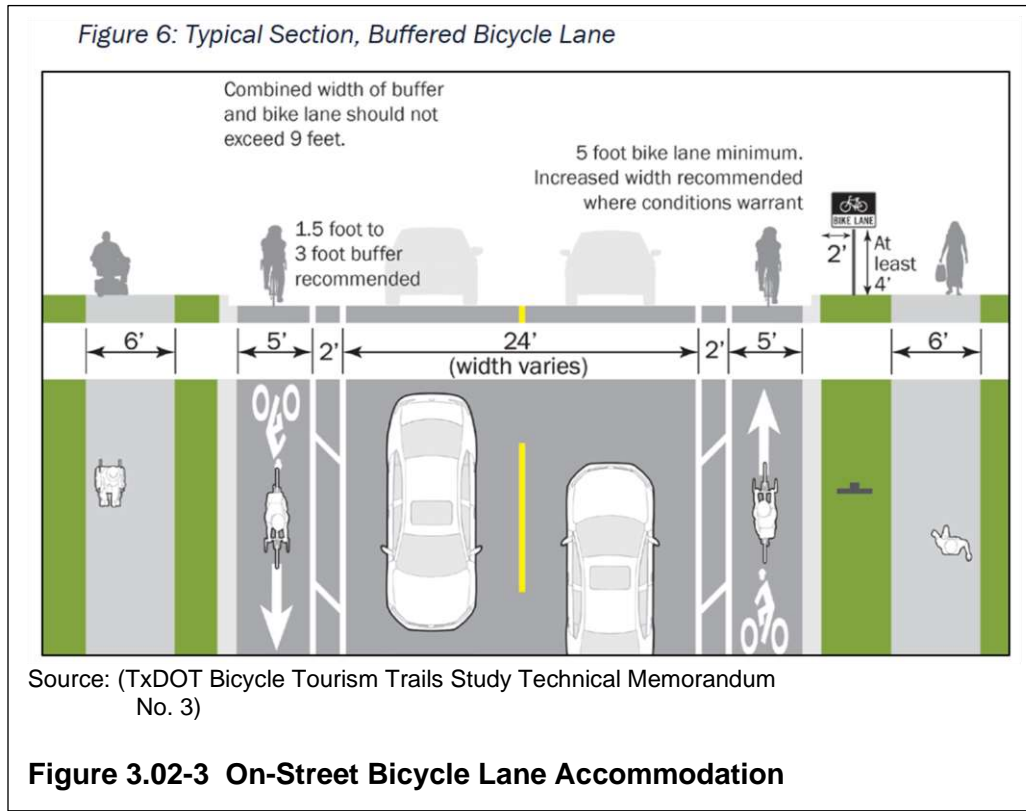 Figure 6: Typical Section, Buffered Bicycle Lane
Combined width of buffer
and bike lane should not
exceed 9 feet.
5 foot bike lane minimum.
Increased width recommended
where conditions warrant
1.5 foot to
3 foot buffer
recommended
BIKE LANE
2'
At
least
4'
6'
5'
2'
24'
(width varies)
2'
5'
6'
Source: (TxDOT Bicycle Tourism Trails Study Technical Memorandum
No. 3)
Figure 3.02-3 On-Street Bicycle Lane Accommodation